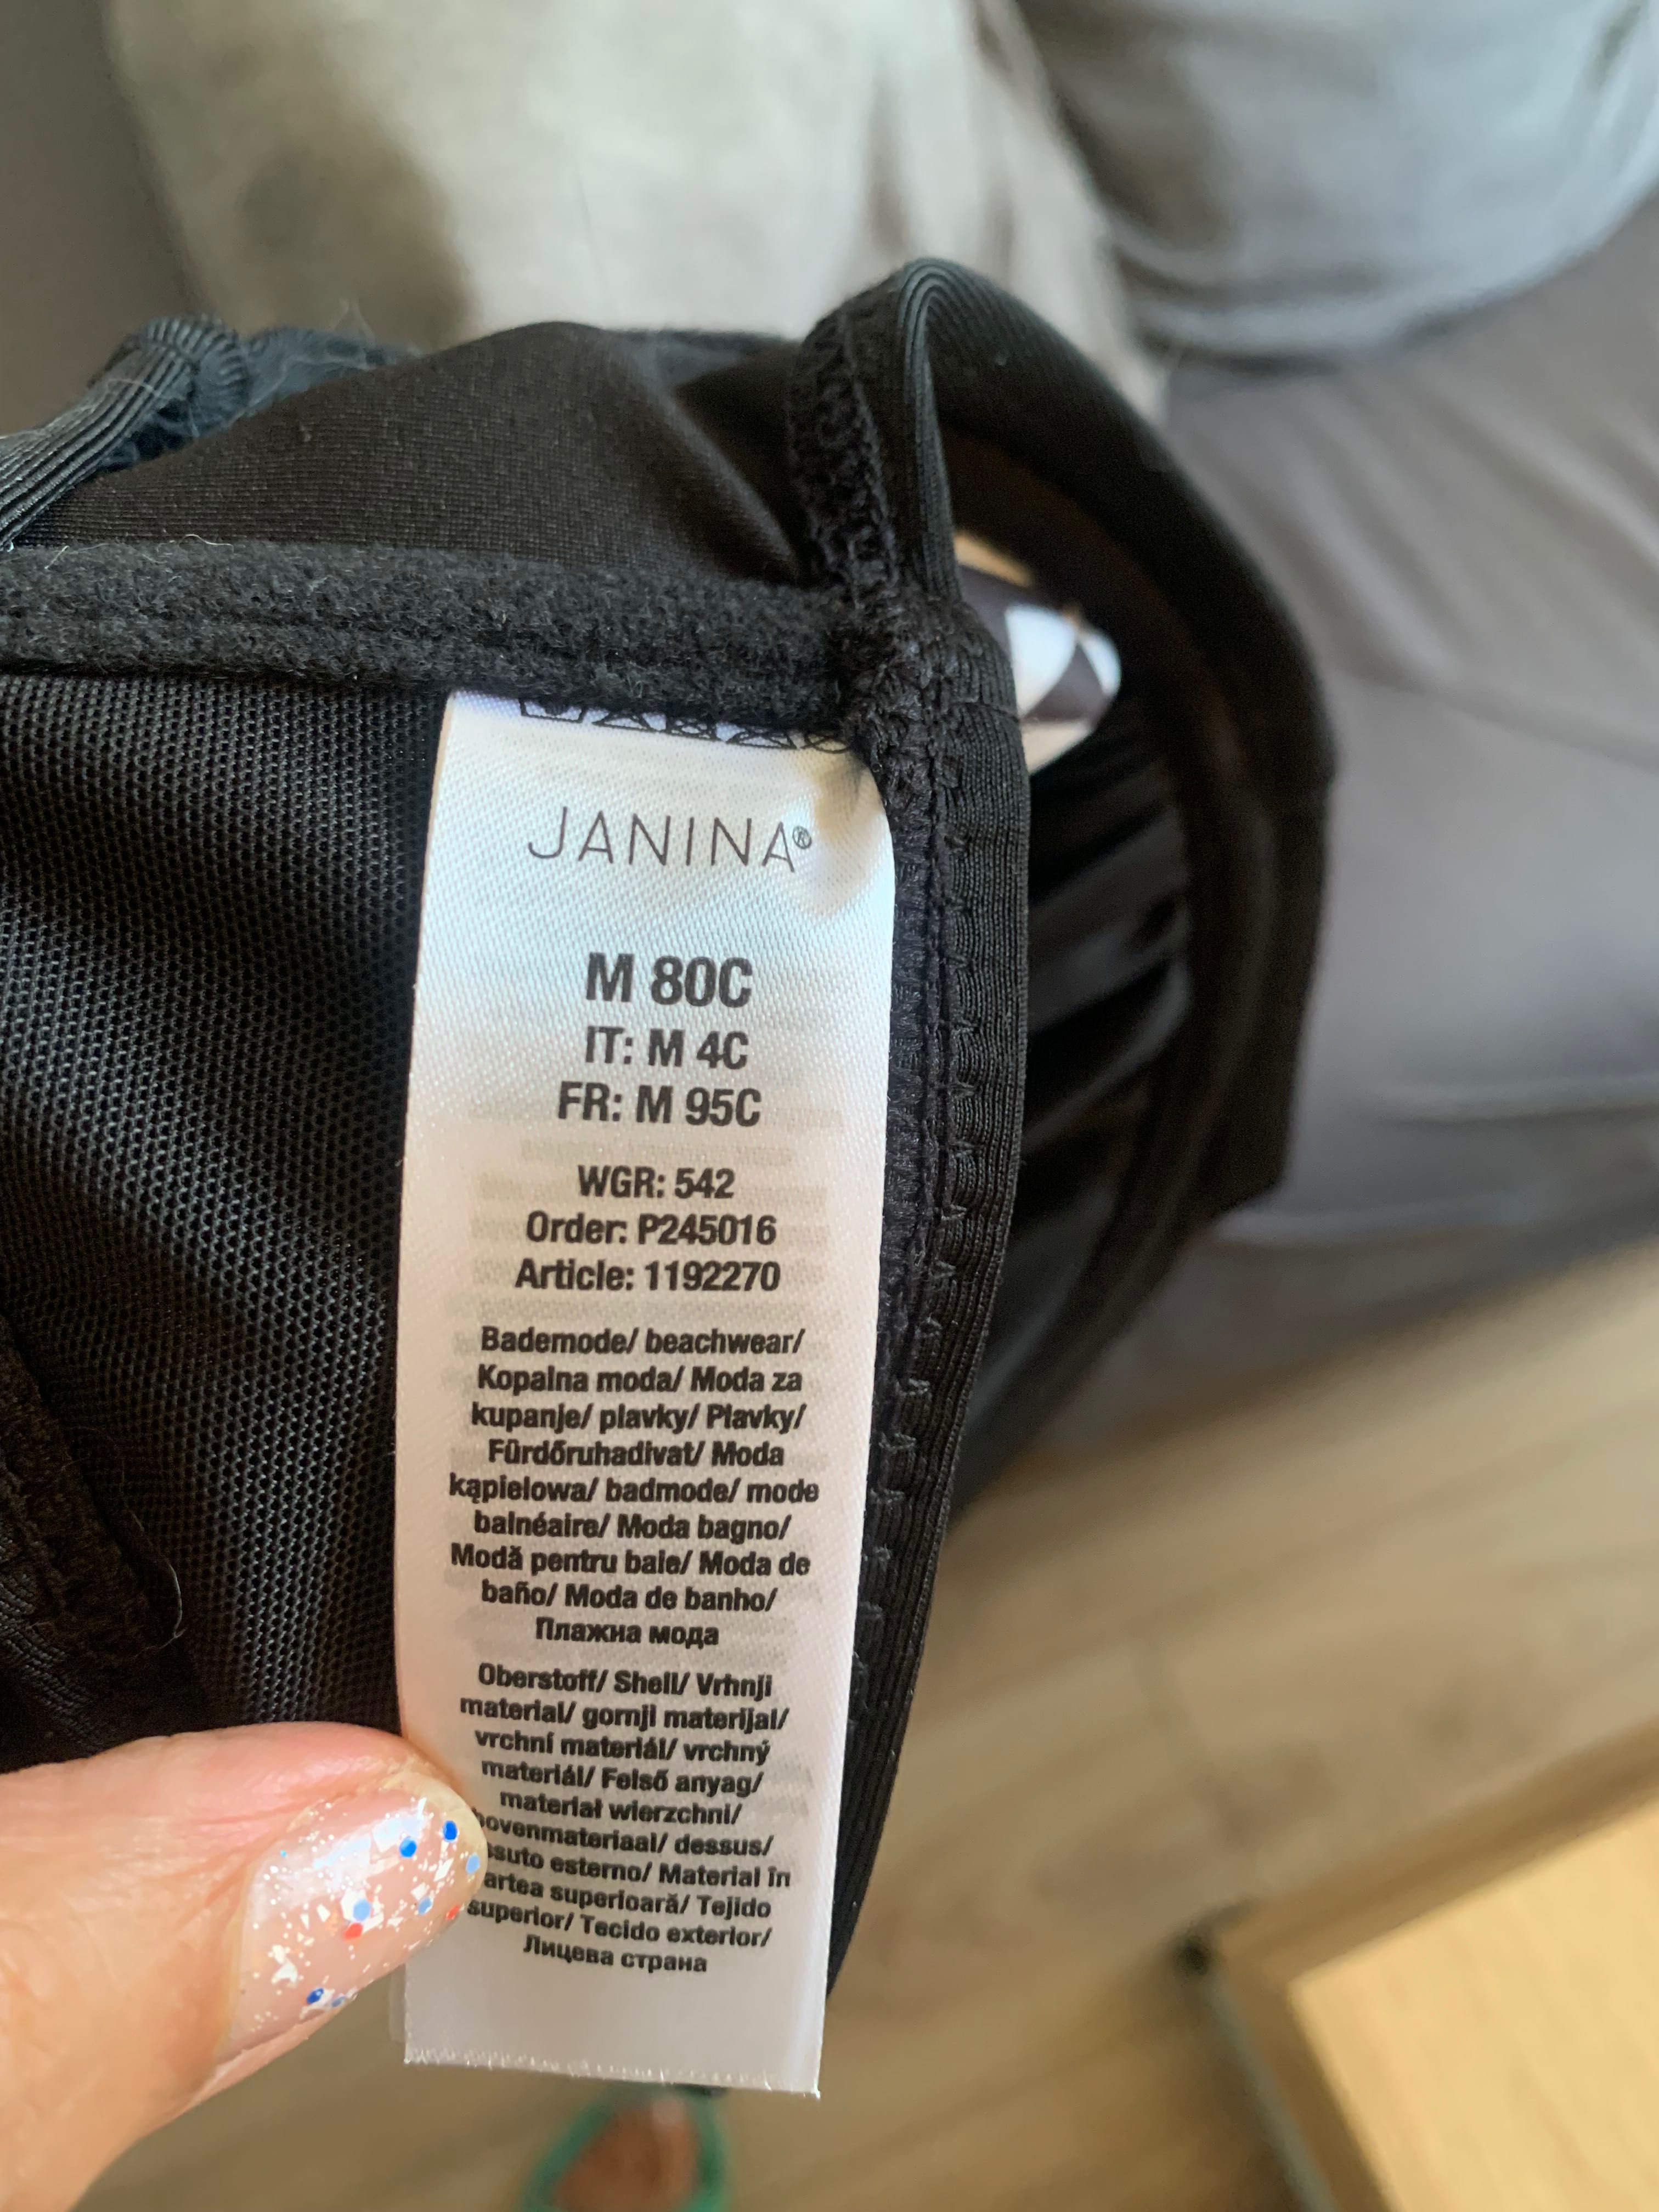 JANINA®
M 80C
IT: M 4C
FR: M 95C
WGR: 542
Order: P245016
Article: 1192270
Bademode/ beachwear/
Kopalna moda/ Moda za
kupanje/ plavky/ Plavky/
Fürdőruhadivat/ Moda
kąpielowa/ badmode/ mode
balnéaire/ Moda bagno/
Modă pentru baie/ Moda de
baño/ Moda de banho/
Плажна мода
Oberstoff/ Shell/ Vrhnji
material/ gornji materijal/
vrchní materiál/ vrchný
materiál/ Felső anyag/
materiał wierzchni/
ovenmateriaal/ dessus/
ssuto esterno/ Material în
artea superioară/ Tejido
superior/ Tecido exterior/
Лицева страна